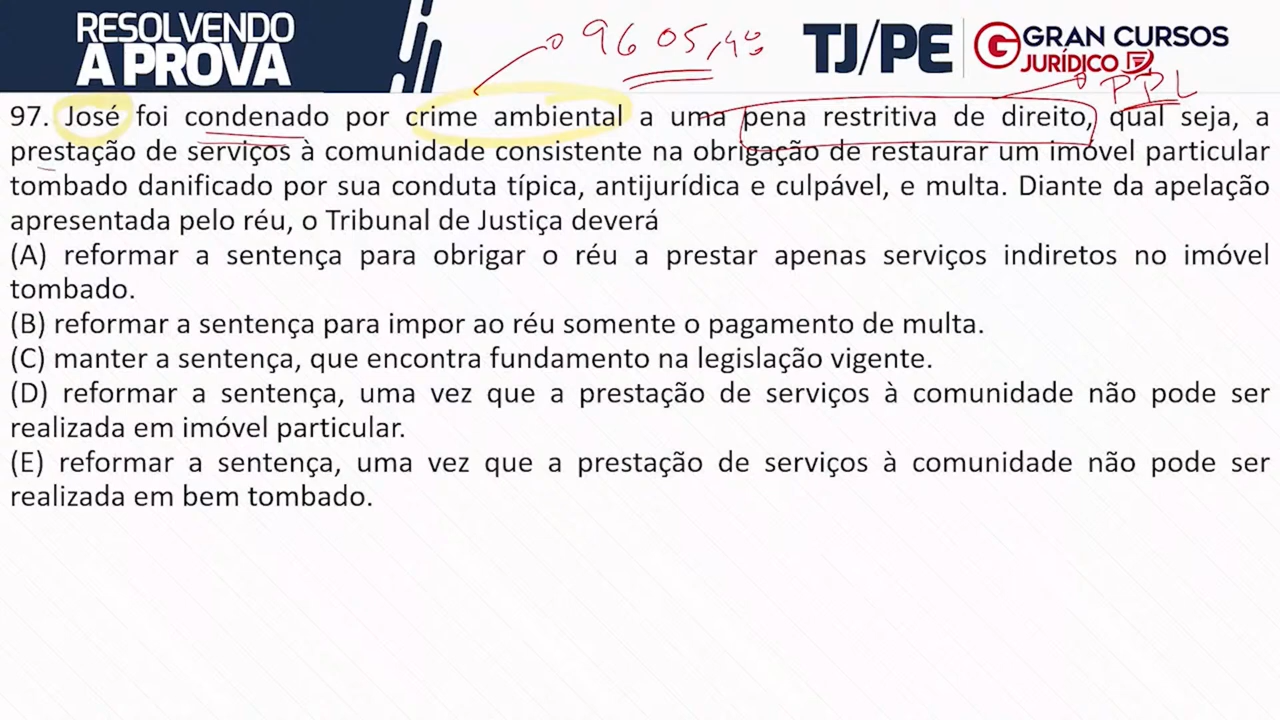 RESOLVENDO
A PROVA
9605,98
TJ/PE
GRAN CURSOS
JURÍDICO
PPL
97. José foi condenado por crime ambiental a uma pena restritiva de direito, qual seja, a
prestação de serviços à comunidade consistente na obrigação de restaurar um imóvel particular
tombado danificado por sua conduta típica, antijurídica e culpável, e multa. Diante da apelação
apresentada pelo réu, o Tribunal de Justiça deverá
(A) reformar a sentença para obrigar o réu a prestar apenas serviços indiretos no imóvel
tombado.
(B) reformar a sentença para impor ao réu somente o pagamento de multa.
(C) manter a sentença, que encontra fundamento na legislação vigente.
(D) reformar a sentença, uma vez que a prestação de serviços à comunidade não pode ser
realizada em imóvel particular.
(E) reformar a sentença, uma vez que a prestação de serviços à comunidade não pode ser
realizada em bem tombado.